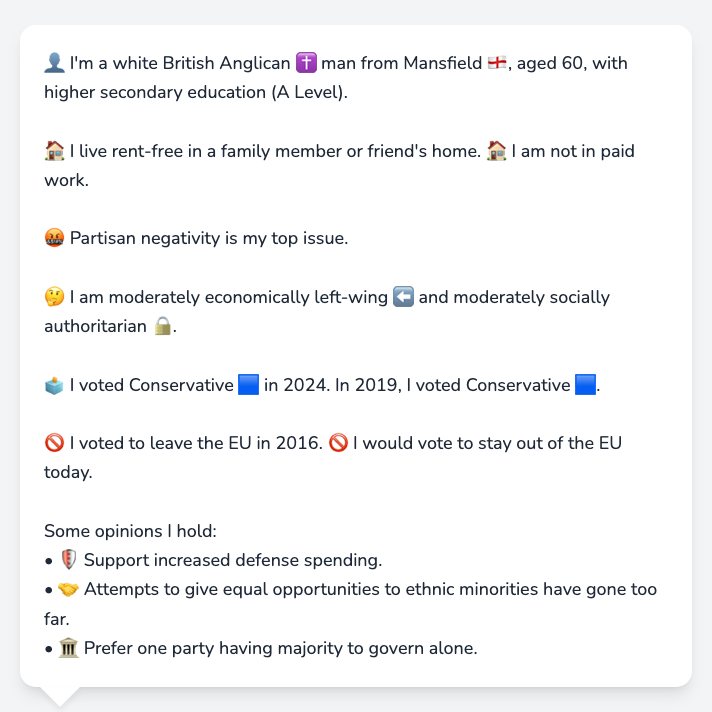 👤 I'm a white British Anglican ✝️ man from Mansfield 🏴󠁧󠁢󠁥󠁮󠁧󠁿, aged 60, with
higher secondary education (A Level).
🏠 I live rent-free in a family member or friend's home. 🏠 I am not in paid
work.
🤬 Partisan negativity is my top issue.
🤔 I am moderately economically left-wing ⬅️ and moderately socially
authoritarian 🔒.
🗳️ I voted Conservative 🟦 in 2024. In 2019, I voted Conservative 🟦.
🚫 I voted to leave the EU in 2016. 🚫 I would vote to stay out of the EU
today.
Some opinions I hold:
• 🛡️ Support increased defense spending.
• 🤝 Attempts to give equal opportunities to ethnic minorities have gone too
far.
• 🏛️ Prefer one party having majority to govern alone.